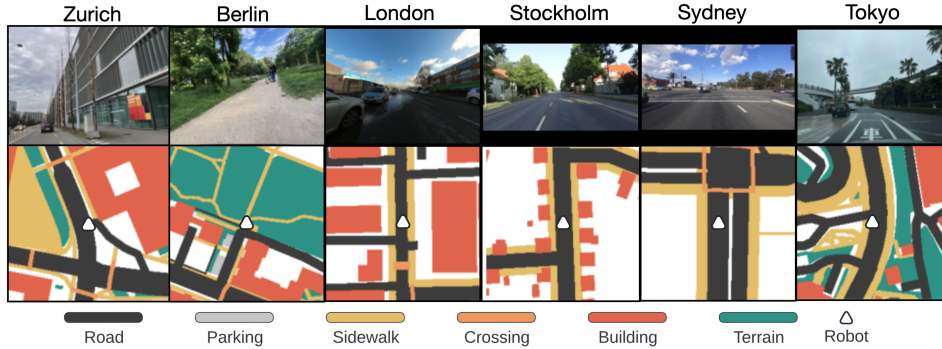 Zurich Berlin London Stockholm Sydney Tokyo
Road Parking Sidewalk Crossing Building Terrain Robot